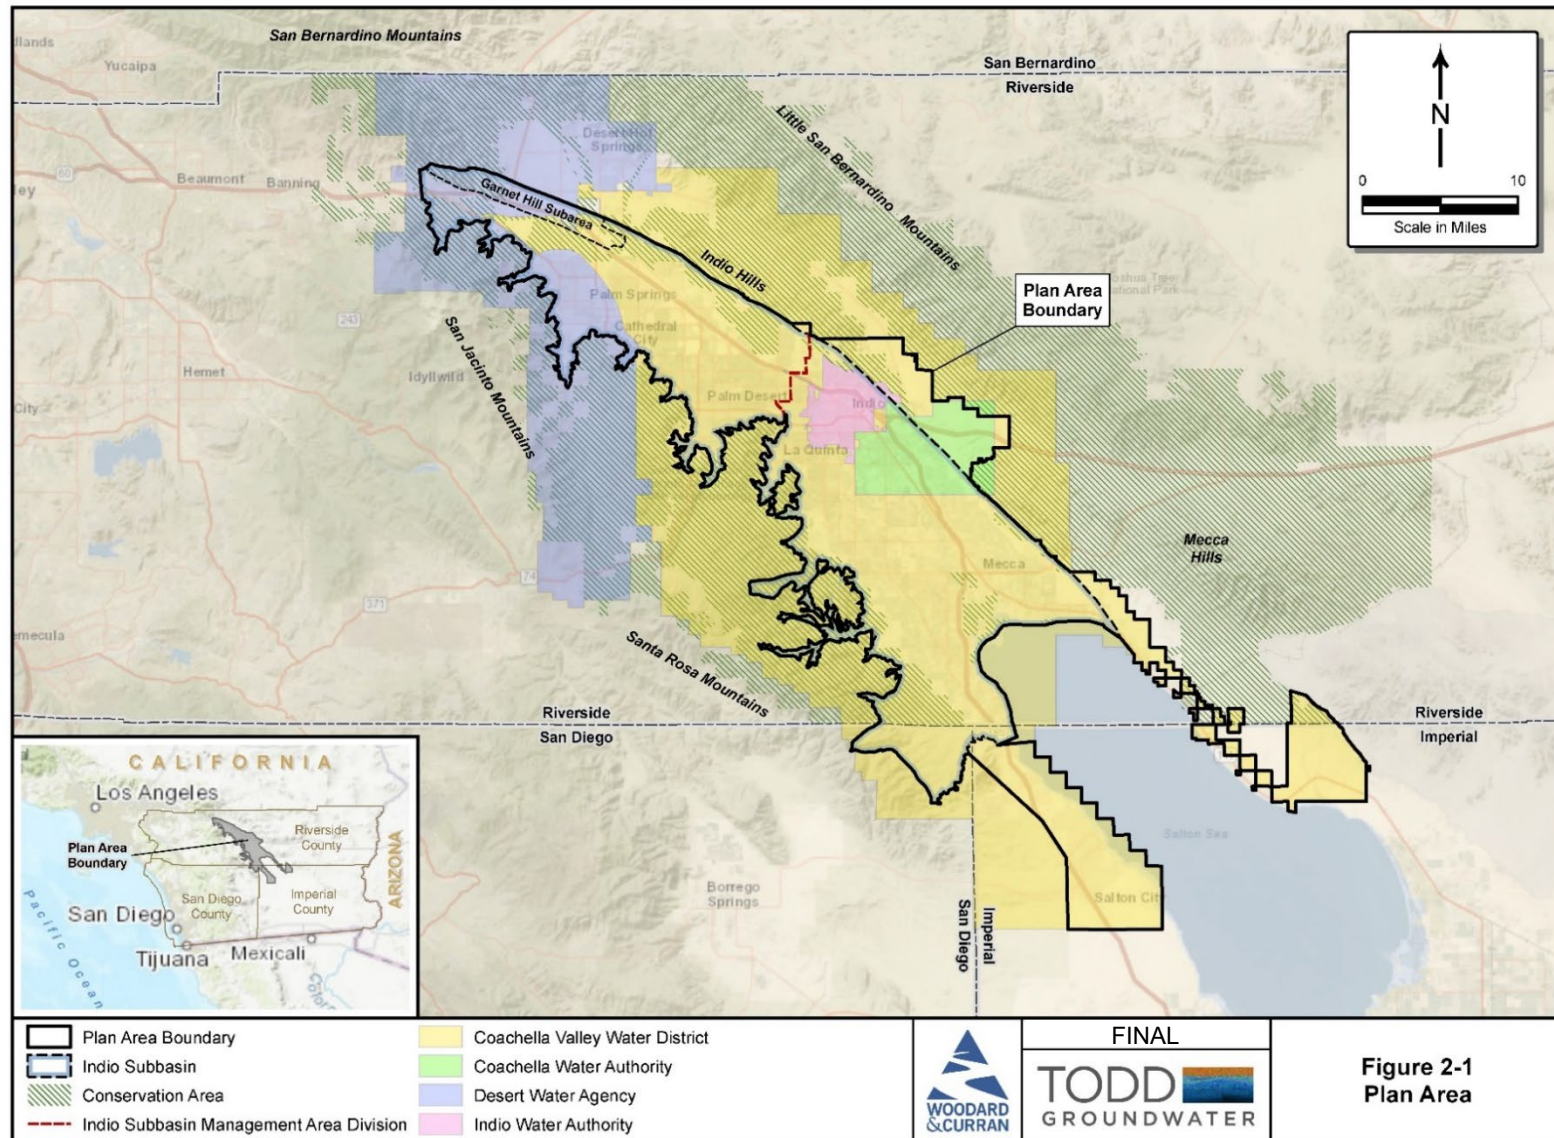 San Bernardino Mountains
San Bernardino
Riverside
N
0 10
Scale in Miles
Yucaipa
Desert Hot
Springs
Little San Bernardino Mountains
60
Beaumont
Banning
Garnet Hill Subarea
Indio Hills
Plan Area
Boundary
Palm Springs
Cathedral
City
243
San Jacinto Mountains
Hemet
Idyllwild
City
Palm Desert
Indio
La Quinta
Mecca
Hills
Mecca
74
371
Santa Rosa Mountains
Riverside
San Diego
Riverside
Imperial
Salton Sea
Borrego
Springs
Salton City
Imperial
San Diego
CALIFORNIA
Los Angeles
Plan Area
Boundary
Riverside
County
San Diego
County
Imperial
County
ARIZONA
San Diego
Tijuana
Mexicali
Pacific Ocean
Plan Area Boundary
Indio Subbasin
Conservation Area
Indio Subbasin Management Area Division
Coachella Valley Water District
Coachella Water Authority
Desert Water Agency
Indio Water Authority
WOODARD
&CURRAN
FINAL
TODD
GROUNDWATER
Figure 2-1
Plan Area